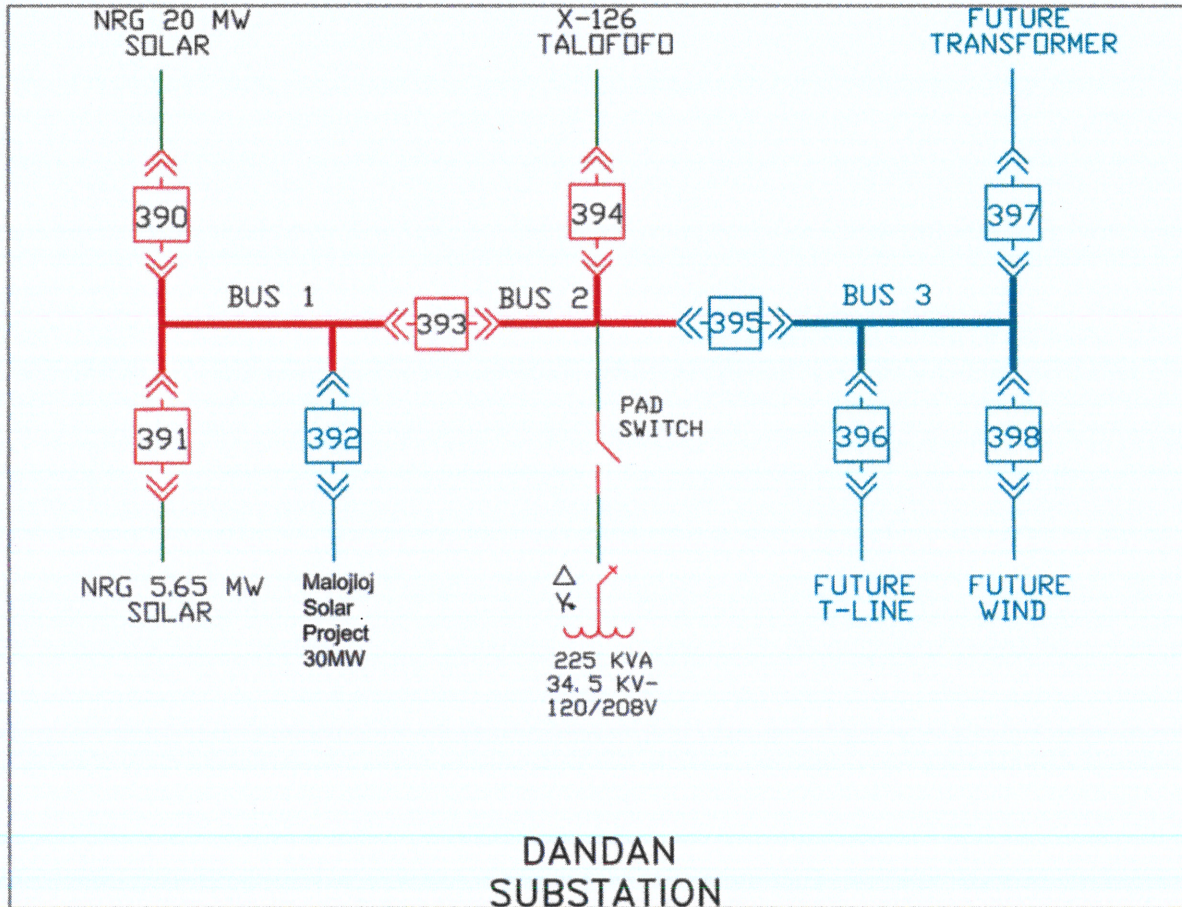 NRG 20 MW
SOLAR
X-126
TALOFOFO
FUTURE
TRANSFORMER
390
394
397
BUS 1
393
BUS 2
395
BUS 3
391
392
PAD
SWITCH
396
398
NRG 5.65 MW
SOLAR
Malojloj
Solar
Project
30MW
Δ
Y
225 KVA
34.5 KV-
120/208V
FUTURE
T-LINE
FUTURE
WIND
DANDAN
SUBSTATION